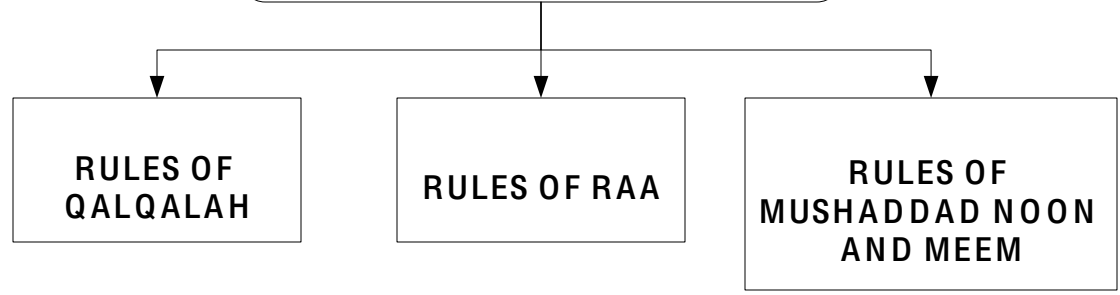 RULES OF
QALQALAH
RULES OF RAA
RULES OF
MUSHADDAD NOON
AND MEEM